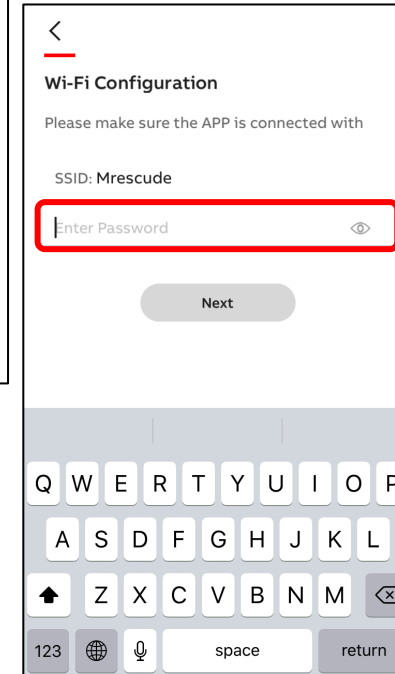 Wi-Fi Configuration
Please make sure the APP is connected with
SSID: Mrescude
Enter Password
Next
Q W E R T Y U I O P
A S D F G H J K L
Z X C V B N M
123 space return